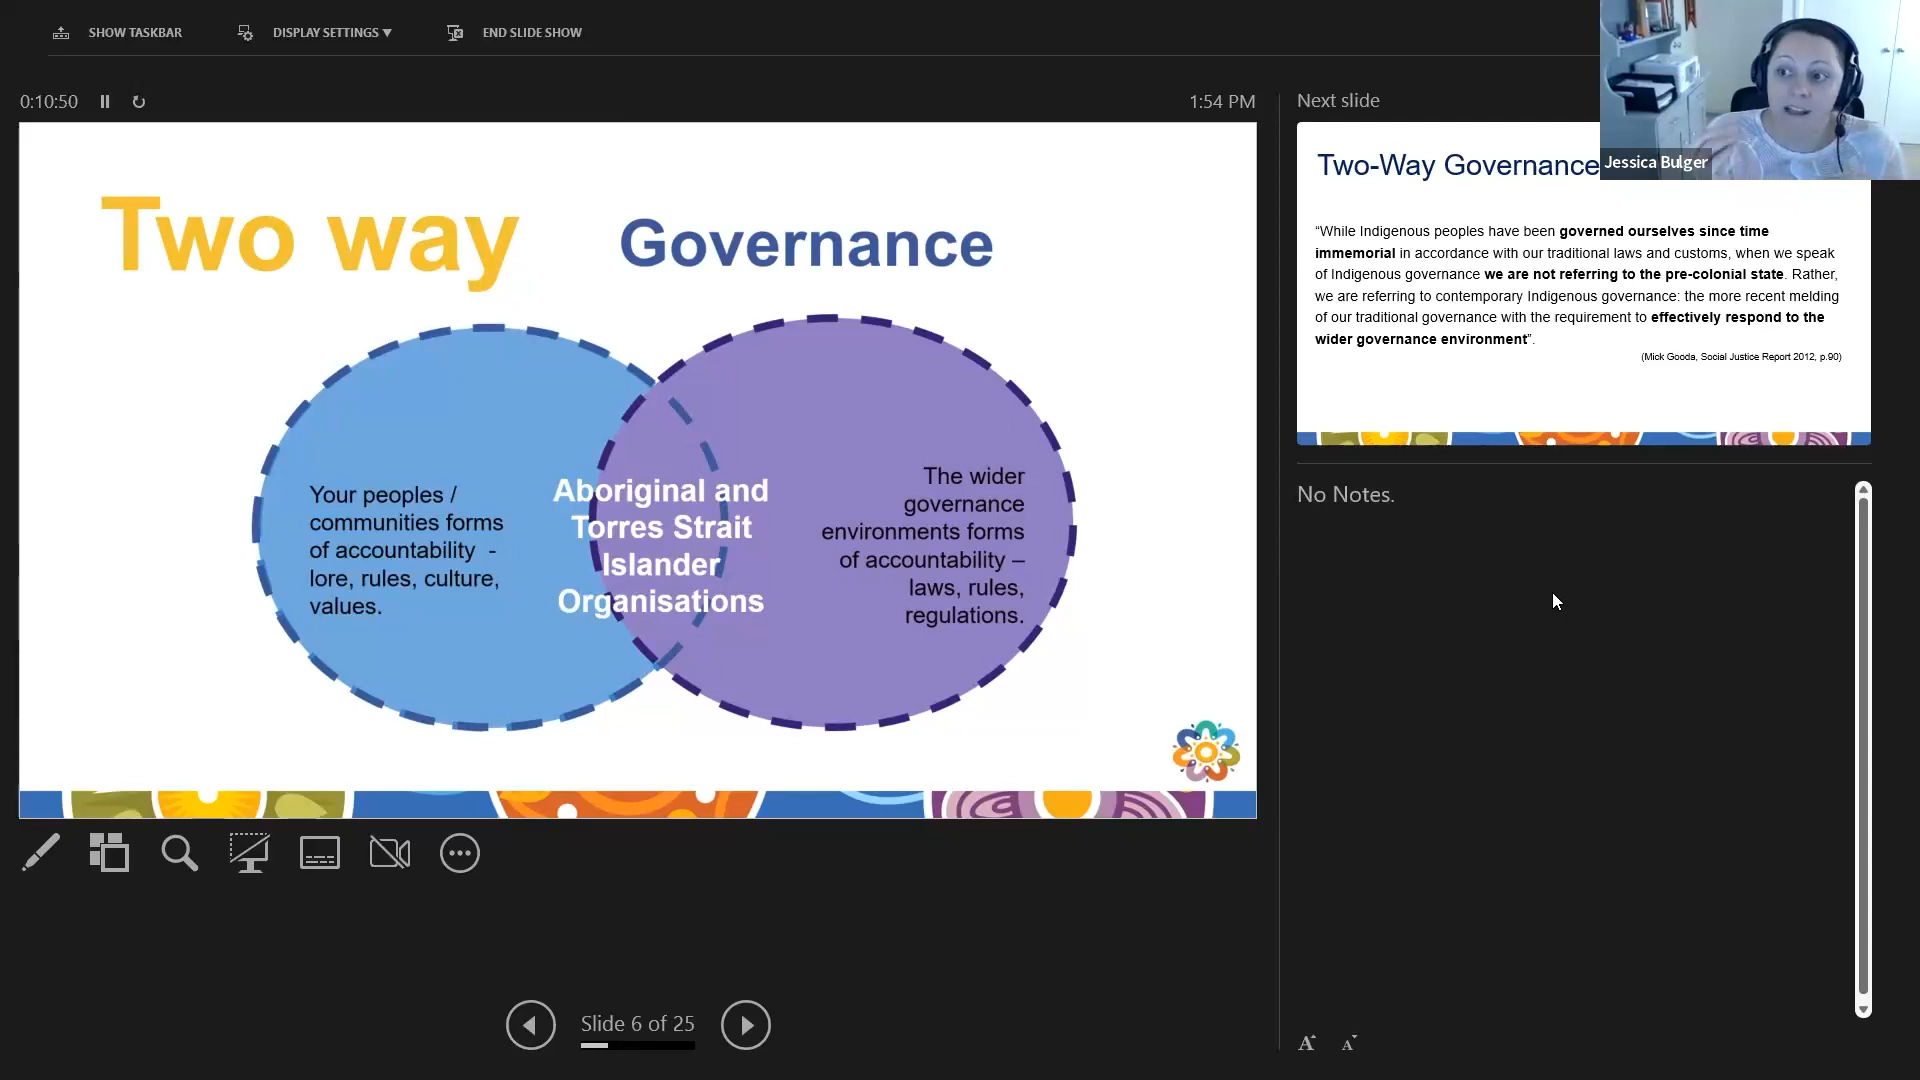 SHOW TASKBAR
DISPLAY SETTINGS ▼
END SLIDE SHOW
0:10:50
1:54 PM
Two way
Governance
Your peoples /
communities forms
of accountability -
lore, rules, culture,
values.
Aboriginal and
Torres Strait
Islander
Organisations
The wider
governance
environments forms
of accountability –
laws, rules,
regulations.
Slide 6 of 25
Next slide
Jessica Bulger
Two-Way Governance
“While Indigenous peoples have been governed ourselves since time
immemorial in accordance with our traditional laws and customs, when we speak
of Indigenous governance we are not referring to the pre-colonial state. Rather,
we are referring to contemporary Indigenous governance: the more recent melding
of our traditional governance with the requirement to effectively respond to the
wider governance environment”.
(Mick Gooda, Social Justice Report 2012, p.90)
No Notes.
A A